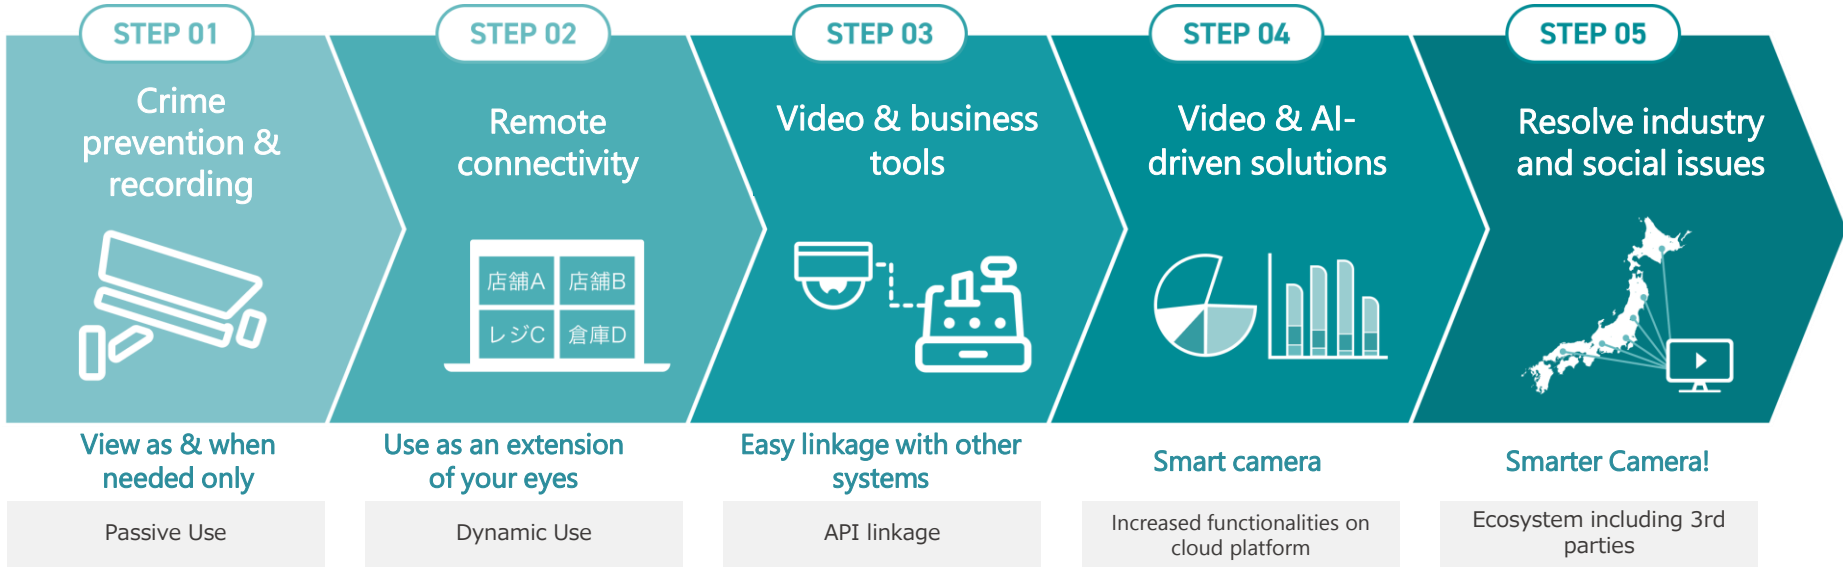 STEP 01
Crime
prevention &
recording
View as & when
needed only
Passive Use
STEP 02
Remote
connectivity
店舗A
店舗B
レジC
倉庫D
Use as an extension
of your eyes
Dynamic Use
STEP 03
Video & business
tools
Easy linkage with other
systems
API linkage
STEP 04
Video & AI-
driven solutions
Smart camera
Increased functionalities on
cloud platform
STEP 05
Resolve industry
and social issues
Smarter Camera!
Ecosystem including 3rd
parties